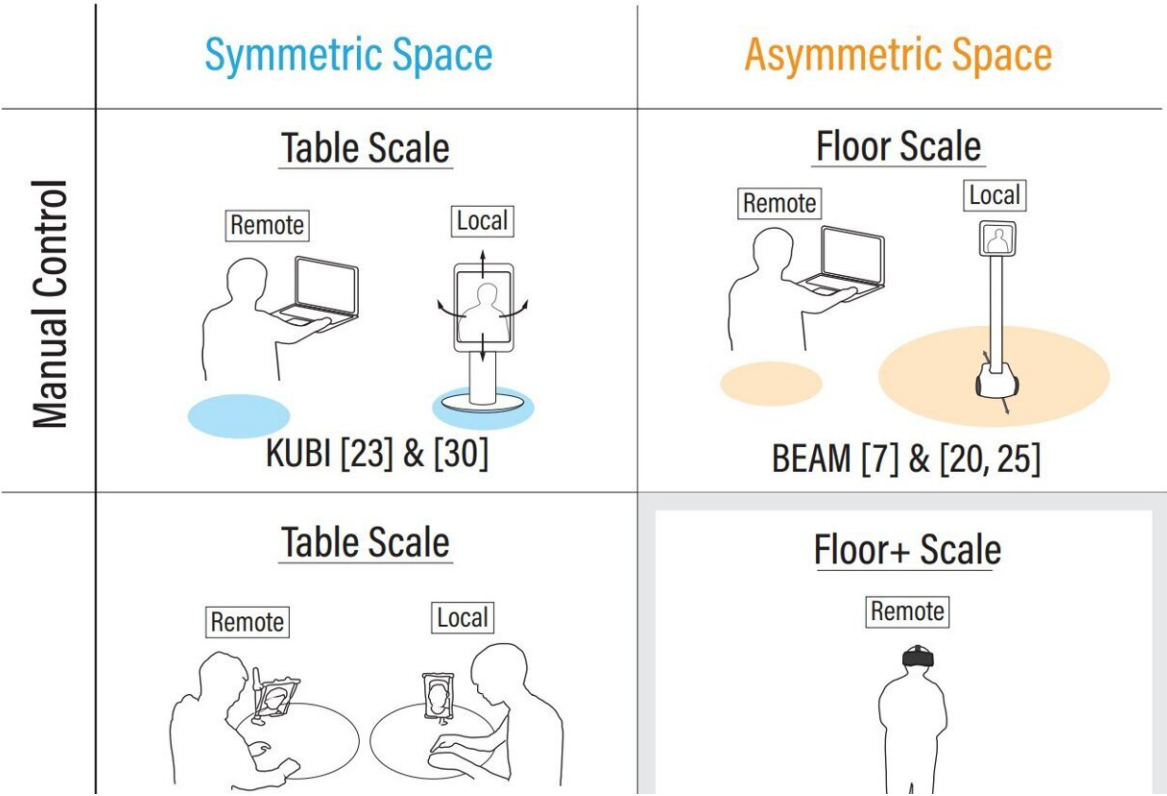 Symmetric Space
Asymmetric Space
Manual Control
Table Scale
Remote
Local
KUBI [23] & [30]
Floor Scale
Remote
Local
BEAM [7] & [20, 25]
Table Scale
Remote
Local
Floor+ Scale
Remote